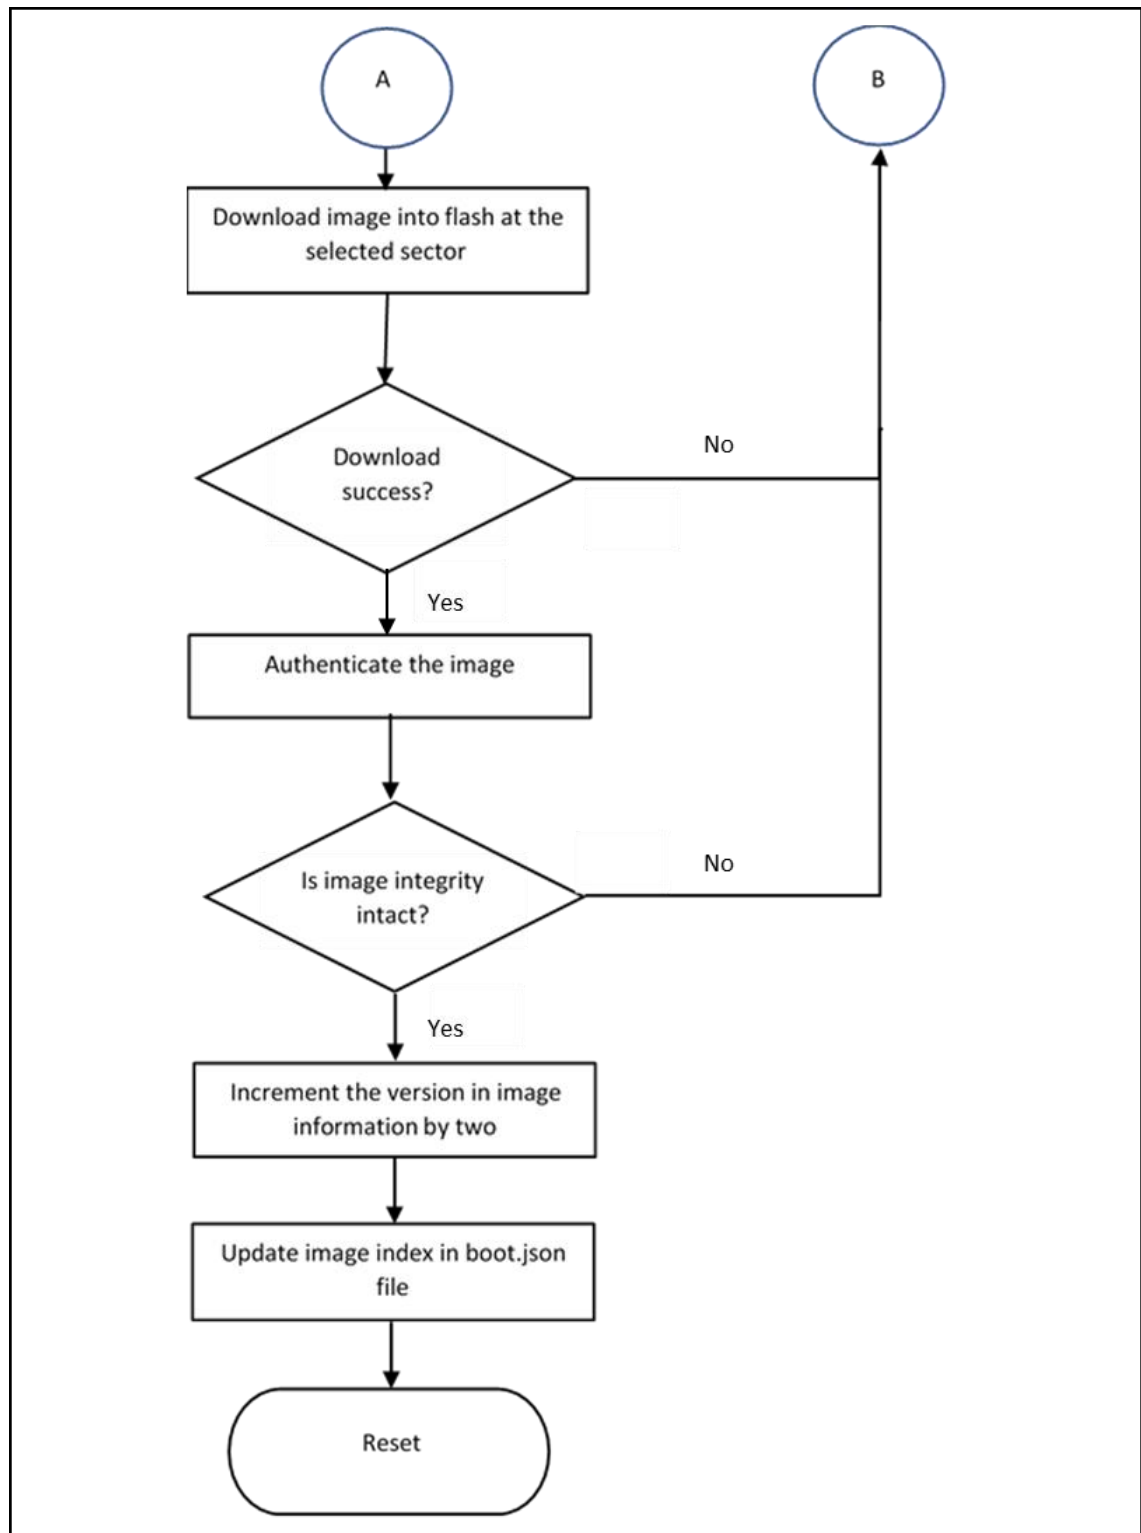 A
B
Download image into flash at the
selected sector
Download
success?
No
Yes
Authenticate the image
Is image integrity
intact?
No
Yes
Increment the version in image
information by two
Update image index in boot.json
file
Reset